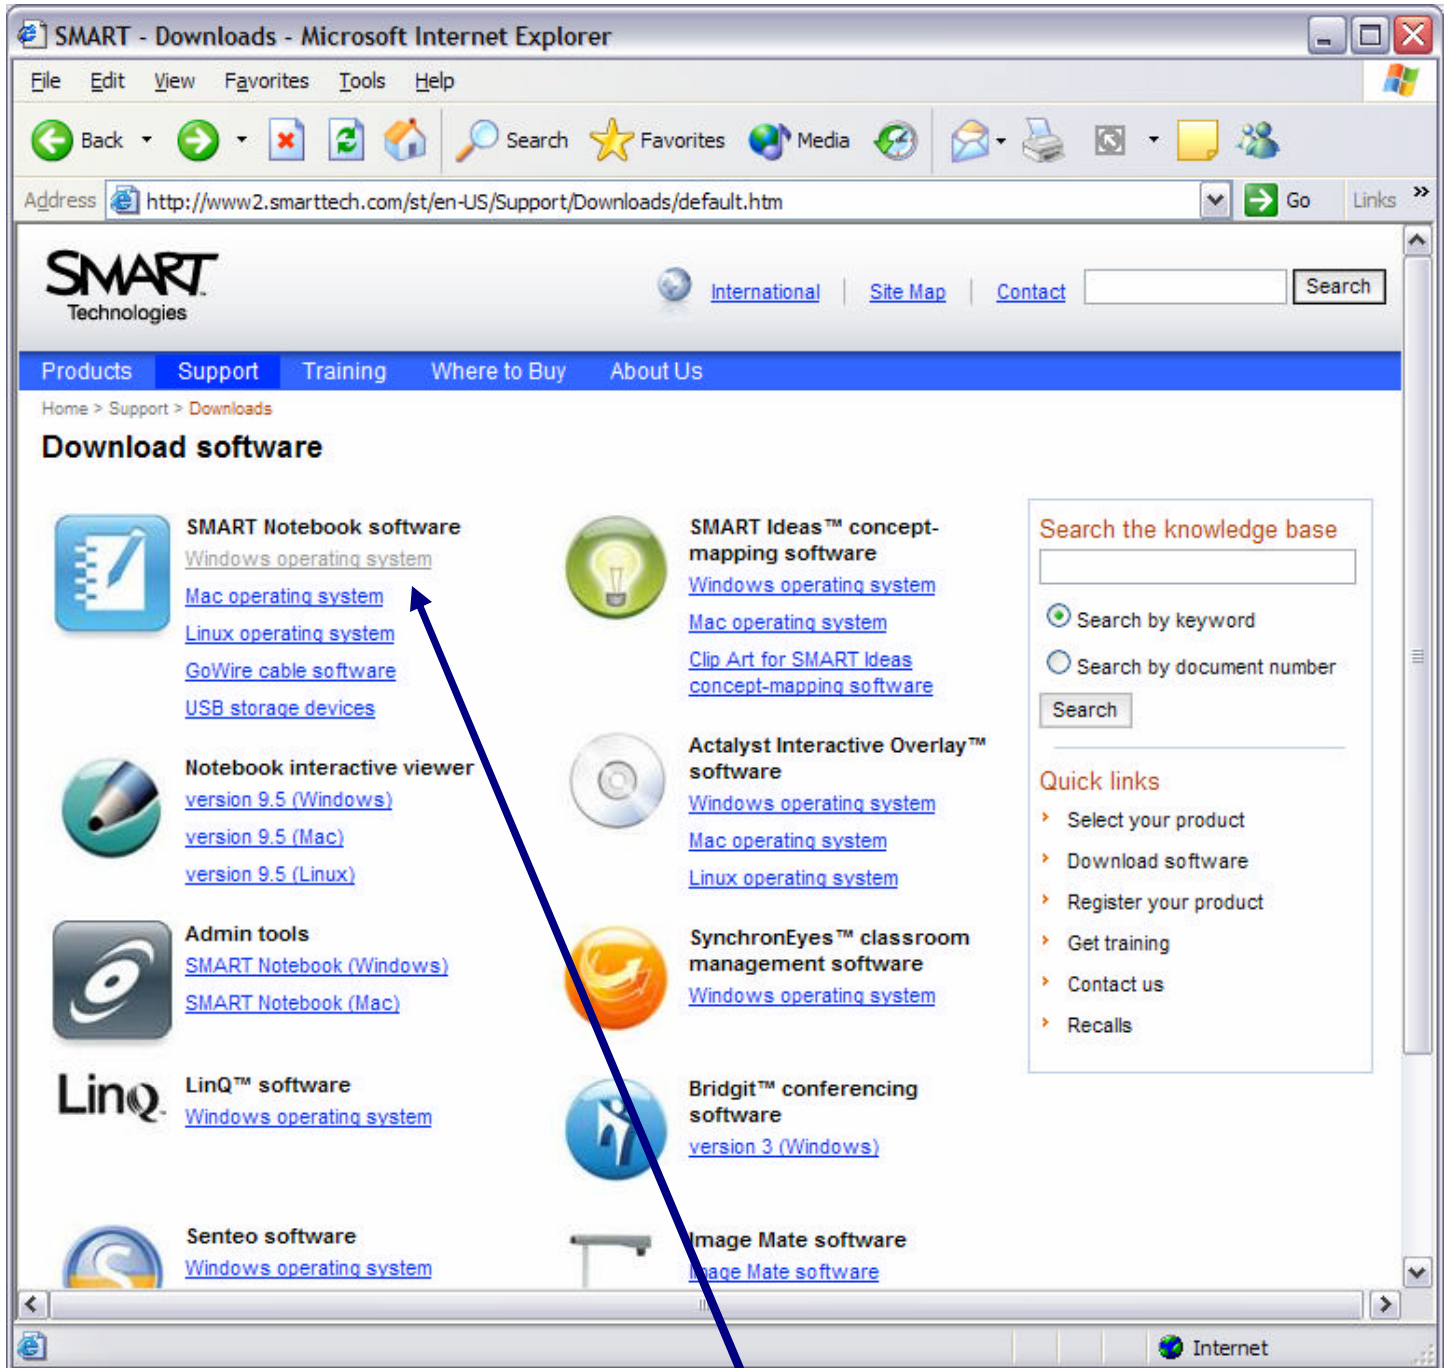 SMART - Downloads - Microsoft Internet Explorer
File Edit View Favorites Tools Help
Back Search Favorites Media
Address http://www2.smarttech.com/st/en-US/Support/Downloads/default.htm Go Links »
SMART
Technologies
International Site Map Contact Search
Products Support Training Where to Buy About Us
Home > Support > Downloads
Download software
SMART Notebook software
Windows operating system
Mac operating system
Linux operating system
GoWire cable software
USB storage devices
Notebook interactive viewer
version 9.5 (Windows)
version 9.5 (Mac)
version 9.5 (Linux)
Admin tools
SMART Notebook (Windows)
SMART Notebook (Mac)
LinQ
LinQ™ software
Windows operating system
Senteo software
Windows operating system
SMART Ideas™ concept-
mapping software
Windows operating system
Mac operating system
Clip Art for SMART Ideas
concept-mapping software
Actalyst Interactive Overlay™
software
Windows operating system
Mac operating system
Linux operating system
SynchronEyes™ classroom
management software
Windows operating system
Bridgit™ conferencing
software
version 3 (Windows)
Image Mate software
Image Mate software
Search the knowledge base
Search by keyword
Search by document number
Search
Quick links
Select your product
Download software
Register your product
Get training
Contact us
Recalls
Internet